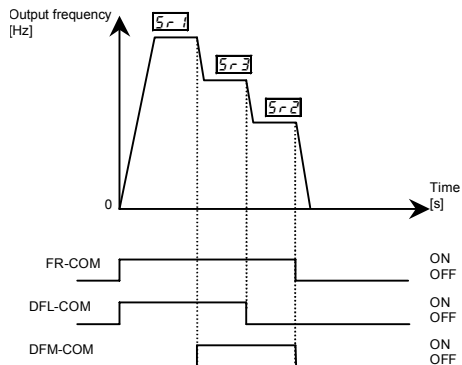 Output frequency
[Hz]
Sr1
Sr3
Sr2
Time
[s]
0
FR-COM
ON
OFF
DFL-COM
ON
OFF
DFM-COM
ON
OFF